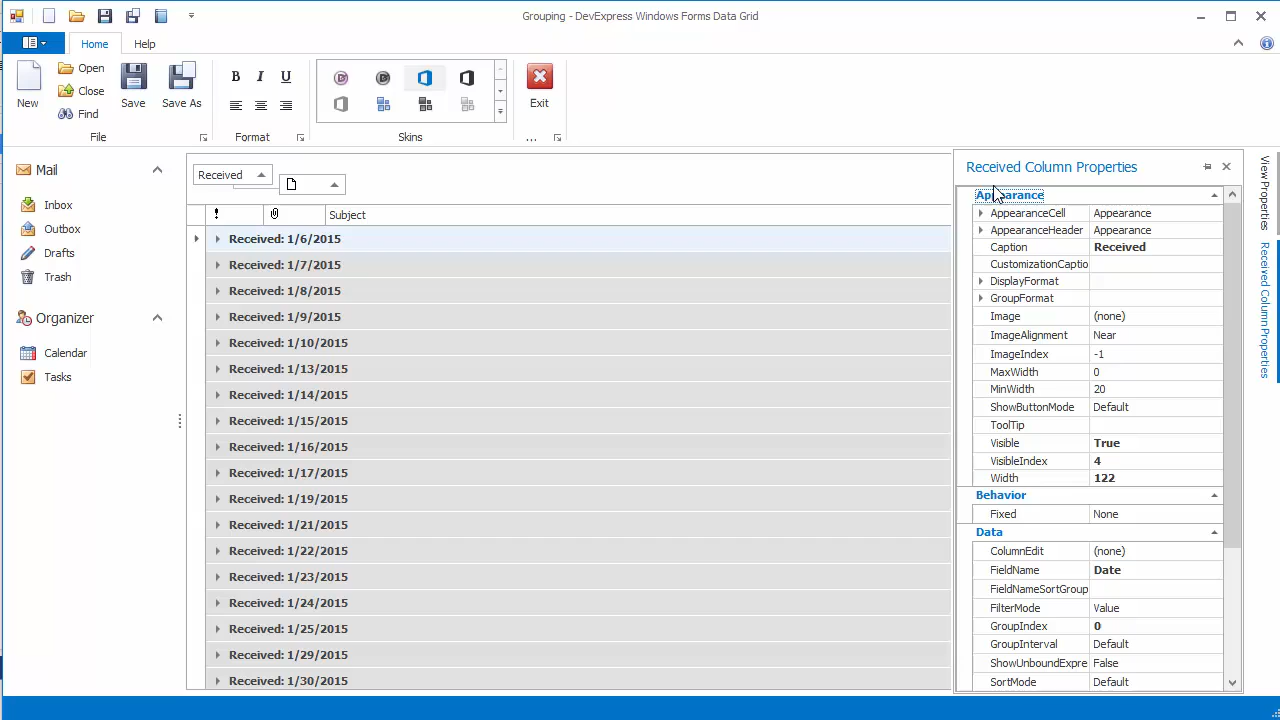 Grouping - DevExpress Windows Forms Data Grid
Home
Help
New
Open
Close
Find
Save
Save As
B
I
U
Exit
File
Format
Skins
...
Mail
Inbox
Outbox
Drafts
Trash
Organizer
Calendar
Tasks
Received
Subject
Received: 1/6/2015
Received: 1/7/2015
Received: 1/8/2015
Received: 1/9/2015
Received: 1/10/2015
Received: 1/13/2015
Received: 1/14/2015
Received: 1/15/2015
Received: 1/16/2015
Received: 1/17/2015
Received: 1/19/2015
Received: 1/21/2015
Received: 1/22/2015
Received: 1/23/2015
Received: 1/24/2015
Received: 1/25/2015
Received: 1/29/2015
Received: 1/30/2015
Received Column Properties
Appearance
AppearanceCell Appearance
AppearanceHeader Appearance
Caption Received
CustomizationCaptio
DisplayFormat
GroupFormat
Image (none)
ImageAlignment Near
ImageIndex -1
MaxWidth 0
MinWidth 20
ShowButtonMode Default
ToolTip
Visible True
VisibleIndex 4
Width 122
Behavior
Fixed None
Data
ColumnEdit (none)
FieldName Date
FieldNameSortGroup
FilterMode Value
GroupIndex 0
GroupInterval Default
ShowUnboundExpre False
SortMode Default
View Properties
Received Column Properties